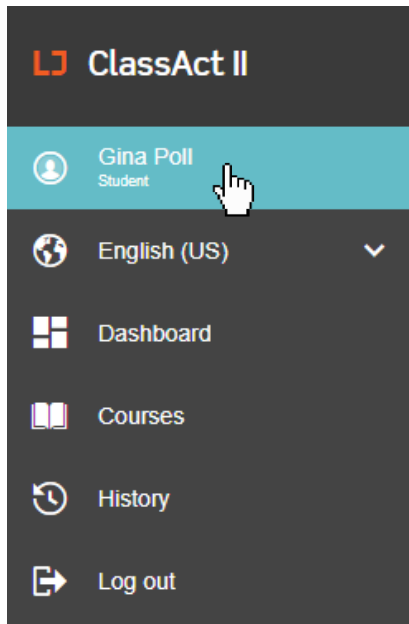 LJ ClassAct II
Gina Poll
Student
English (US)
Dashboard
Courses
History
Log out